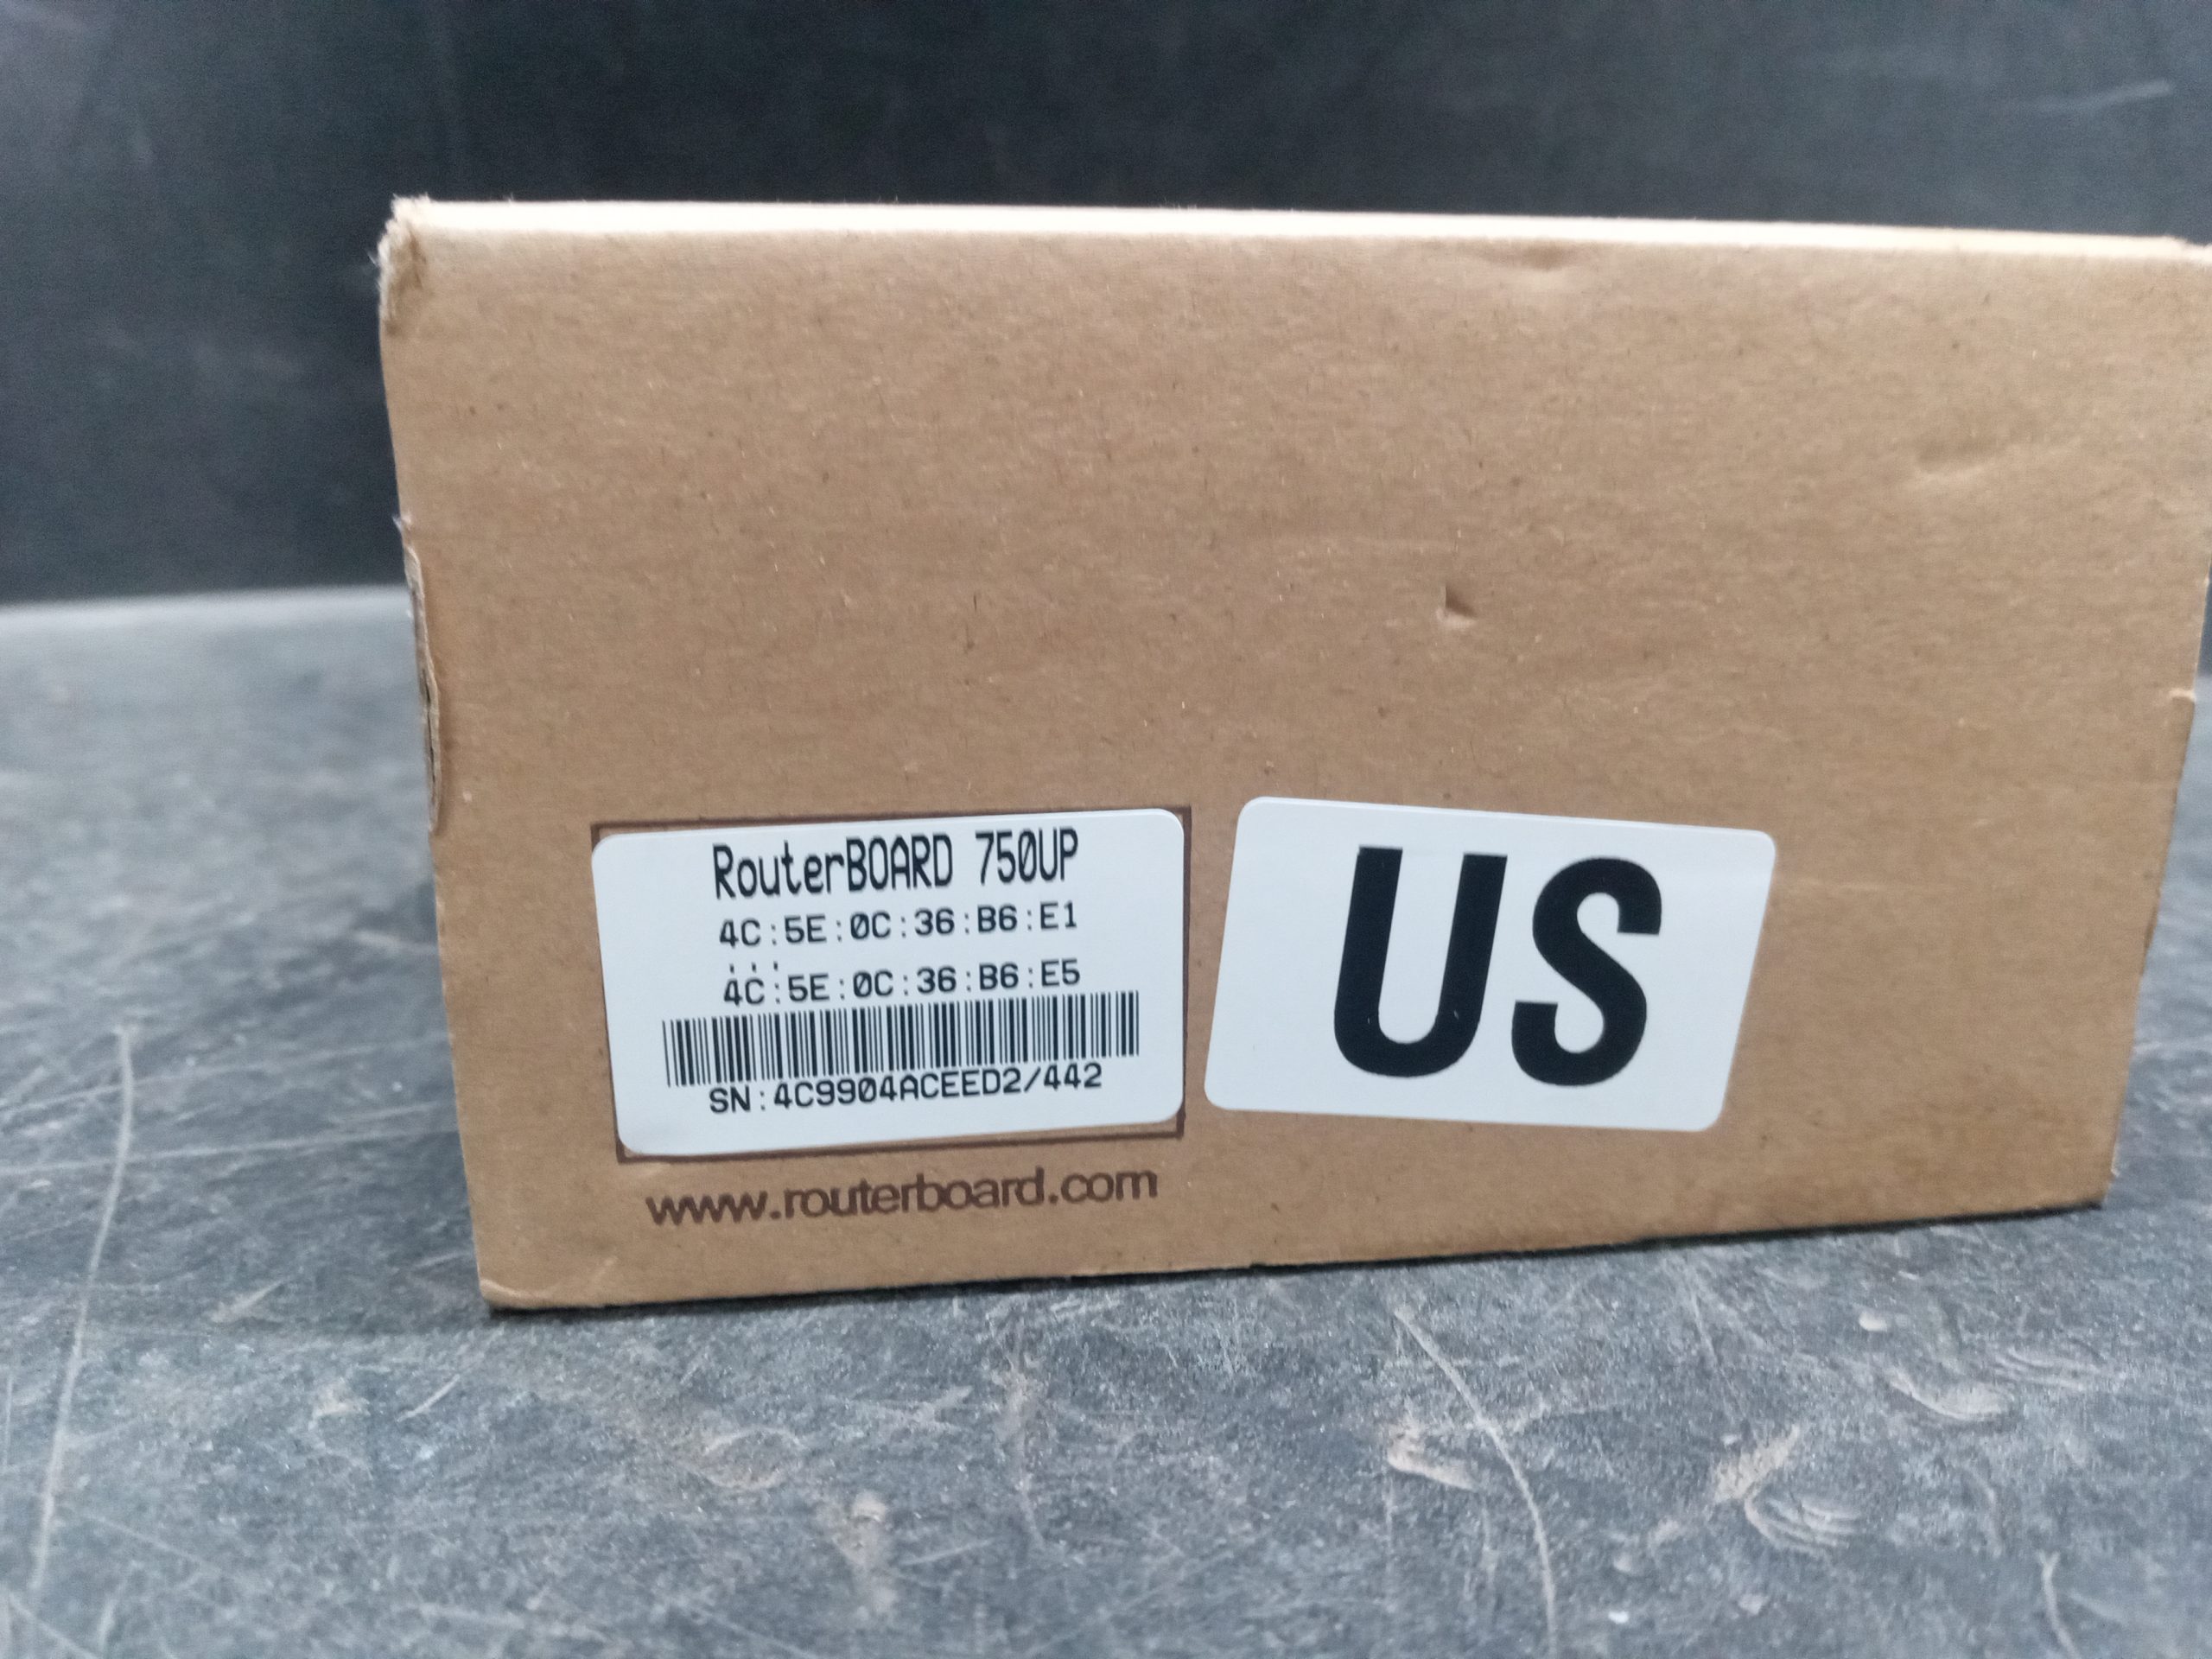 RouterBOARD 750UP
4C:5E:0C:36:B6:E1
...
4C:5E:0C:36:B6:E5
SN:4C9904ACEED2/442
www.routerboard.com
US